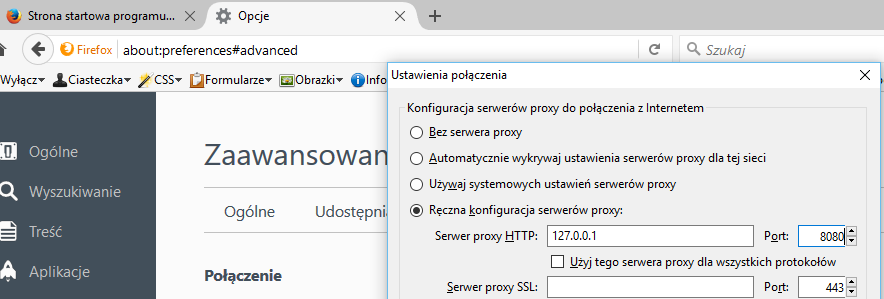 Strona startowa programu...
Opcje
Firefox
about:preferences#advanced
Szukaj
Wyłącz
Ciasteczka
CSS
Formularze
Obrazki
Ustawienia połączenia
Konfiguracja serwerów proxy do połączenia z Internetem
Bez serwera proxy
Automatycznie wykrywaj ustawienia serwerów proxy dla tej sieci
Używaj systemowych ustawień serwerów proxy
Ręczna konfiguracja serwerów proxy:
Serwer proxy HTTP: 127.0.0.1 Port: 8080
Użyj tego serwera proxy dla wszystkich protokołów
Serwer proxy SSL: Port: 443
Ogólne
Wyszukiwanie
Treść
Aplikacje
Zaawansowan
Ogólne Udostępni
Połączenie